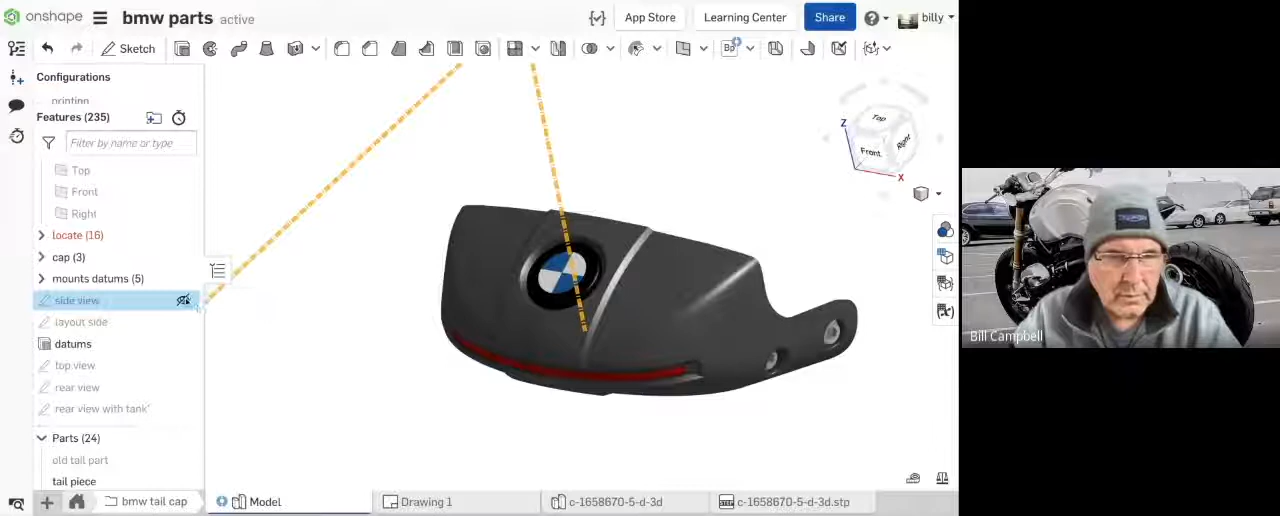 onshape
bmw parts active
App Store
Learning Center
Share
billy
Sketch
Configurations
printing
Features (235)
Filter by name or type
Top
Front
Right
locate (16)
cap (3)
mounts datums (5)
side view
layout side
datums
top view
rear view
rear view with tank
Parts (24)
old tail part
tail piece
bmw tail cap
Model
Drawing 1
c-1658670-5-d-3d
c-1658670-5-d-3d.stp
Z
Top
Front
Right
X
Bill Campbell